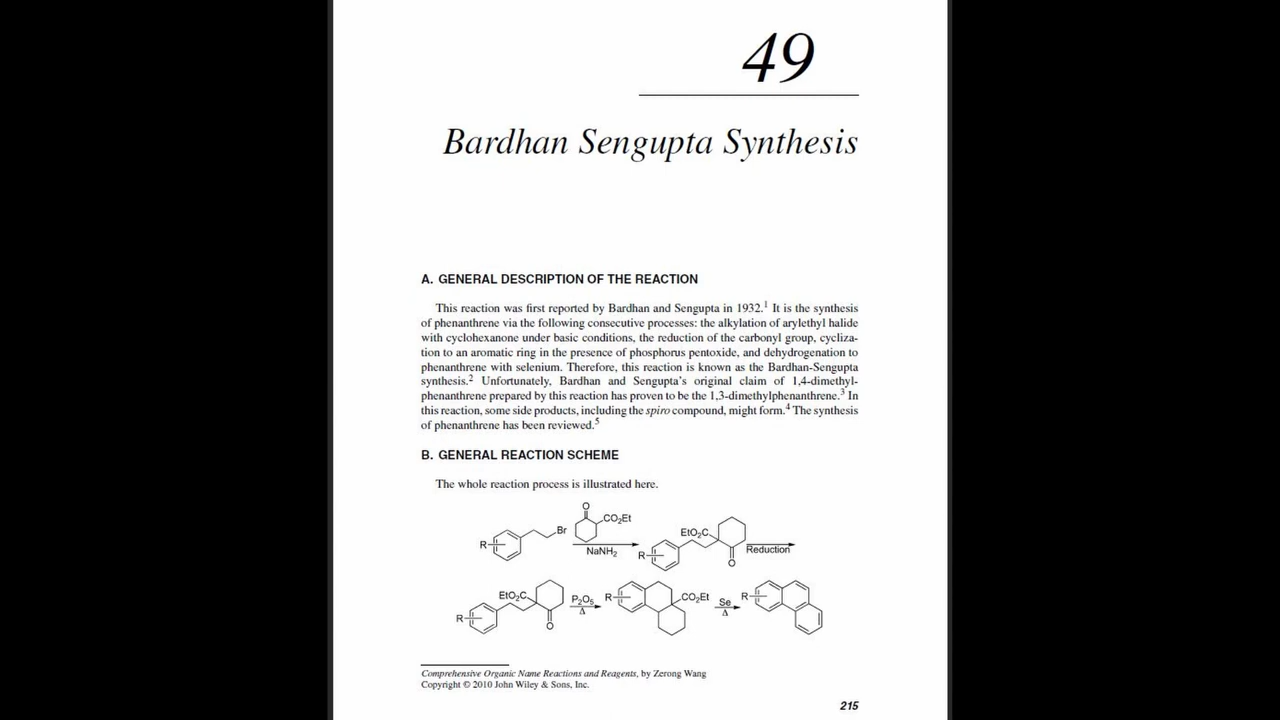 49
Bardhan Sengupta Synthesis
A. GENERAL DESCRIPTION OF THE REACTION
This reaction was first reported by Bardhan and Sengupta in 1932.1 It is the synthesis
of phenanthrene via the following consecutive processes: the alkylation of arylethyl halide
with cyclohexanone under basic conditions, the reduction of the carbonyl group, cycliza-
tion to an aromatic ring in the presence of phosphorus pentoxide, and dehydrogenation to
phenanthrene with selenium. Therefore, this reaction is known as the Bardhan-Sengupta
synthesis.2 Unfortunately, Bardhan and Sengupta's original claim of 1,4-dimethyl-
phenanthrene prepared by this reaction has proven to be the 1,3-dimethylphenanthrene.3 In
this reaction, some side products, including the spiro compound, might form.4 The synthesis
of phenanthrene has been reviewed.5
B. GENERAL REACTION SCHEME
The whole reaction process is illustrated here.
R Br
O CO2Et
NaNH2
R EtO2C O
Reduction
R EtO2C O
P2O5
Δ
R CO2Et
Se
Δ
R
Comprehensive Organic Name Reactions and Reagents, by Zerong Wang
Copyright © 2010 John Wiley & Sons, Inc.
215